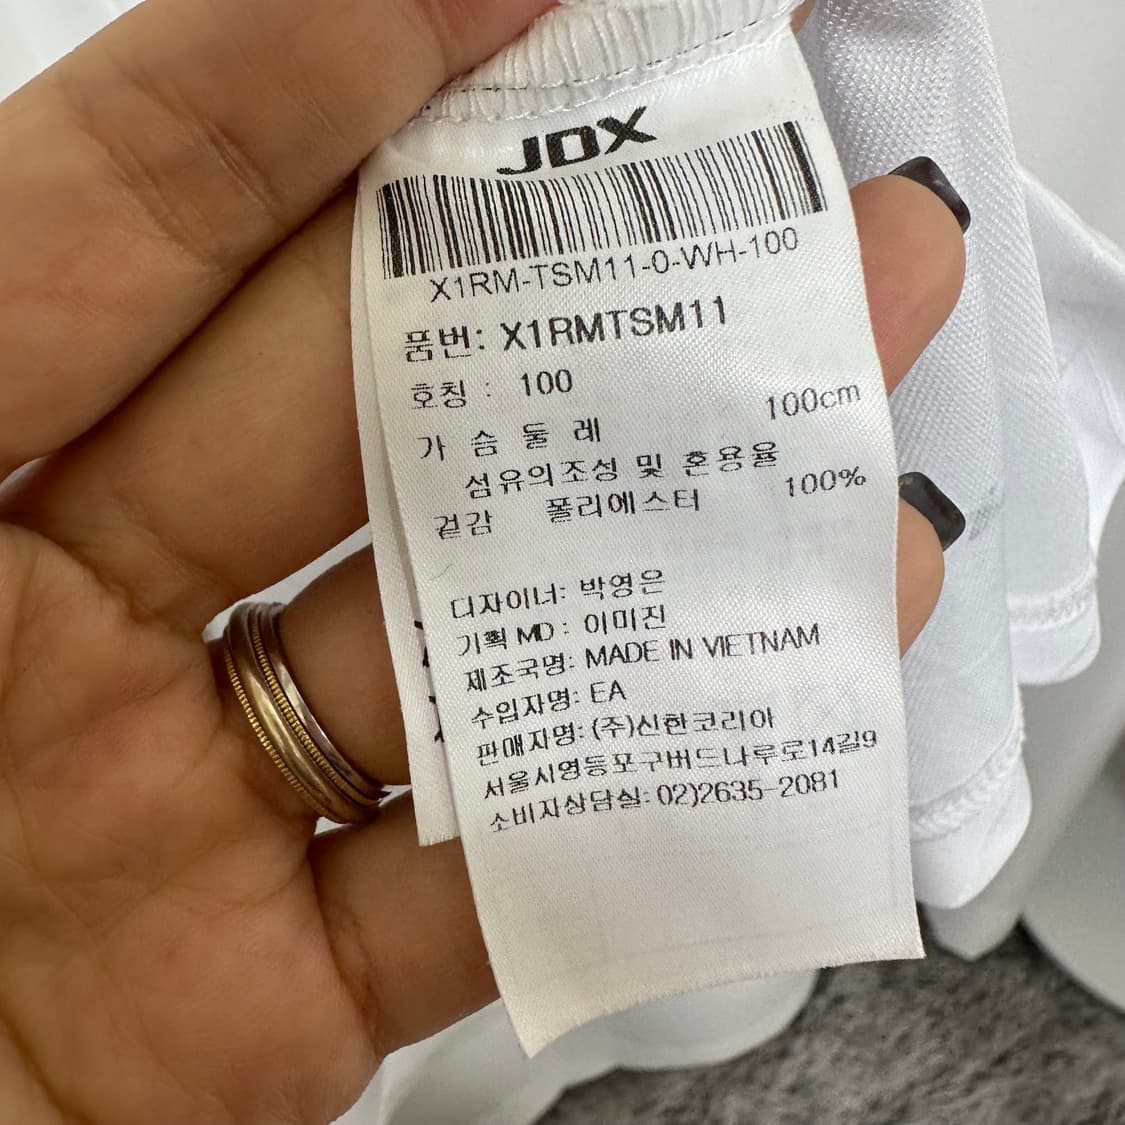 JDX
X1RM-TSM11-0-WH-100
품번: X1RMTSM11
호칭 : 100
가 슴 둘 레 100cm
섬유의조성 및 혼용율
겉감 폴리에스터 100%
디자이너: 박영은
기획 MD : 이미진
제조국명: MADE IN VIETNAM
수입자명: EA
판매자명: (주)신한코리아
서울시영등포구버드나루로14길9
소비자상담실: 02)2635-2081